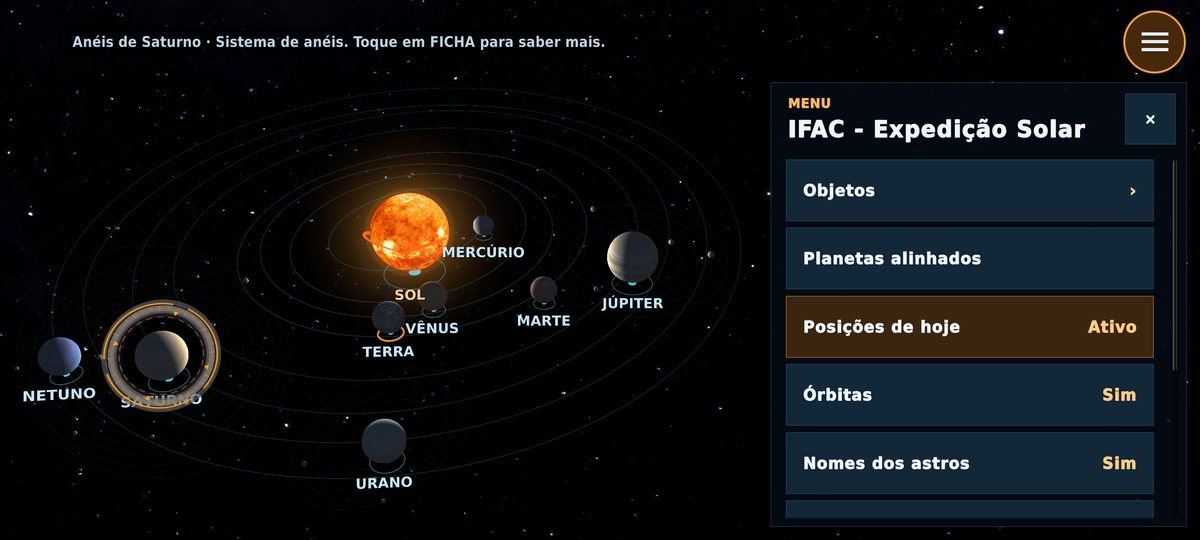 Anéis de Saturno · Sistema de anéis. Toque em FICHA para saber mais.
MENU
IFAC - Expedição Solar
×
Objetos ›
Planetas alinhados
Posições de hoje Ativo
Órbitas Sim
Nomes dos astros Sim
MERCÚRIO
SOL
VÊNUS
TERRA
MARTE
JÚPITER
NETUNO
SATURNO
URANO